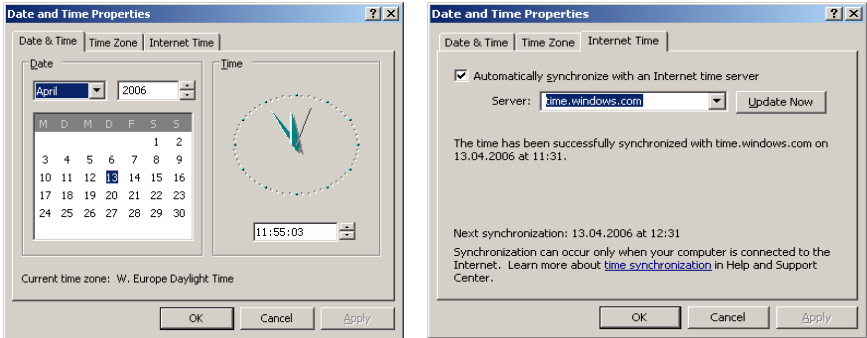 Date and Time Properties
Date & Time Time Zone Internet Time
Date
April 2006
M D M D F S S
1 2
3 4 5 6 7 8 9
10 11 12 13 14 15 16
17 18 19 20 21 22 23
24 25 26 27 28 29 30
Time
11:55:03
Current time zone: W. Europe Daylight Time
OK Cancel Apply
Date and Time Properties
Date & Time Time Zone Internet Time
Automatically synchronize with an Internet time server
Server: time.windows.com Update Now
The time has been successfully synchronized with time.windows.com on
13.04.2006 at 11:31.
Next synchronization: 13.04.2006 at 12:31
Synchronization can occur only when your computer is connected to the
Internet. Learn more about time synchronization in Help and Support
Center.
OK Cancel Apply